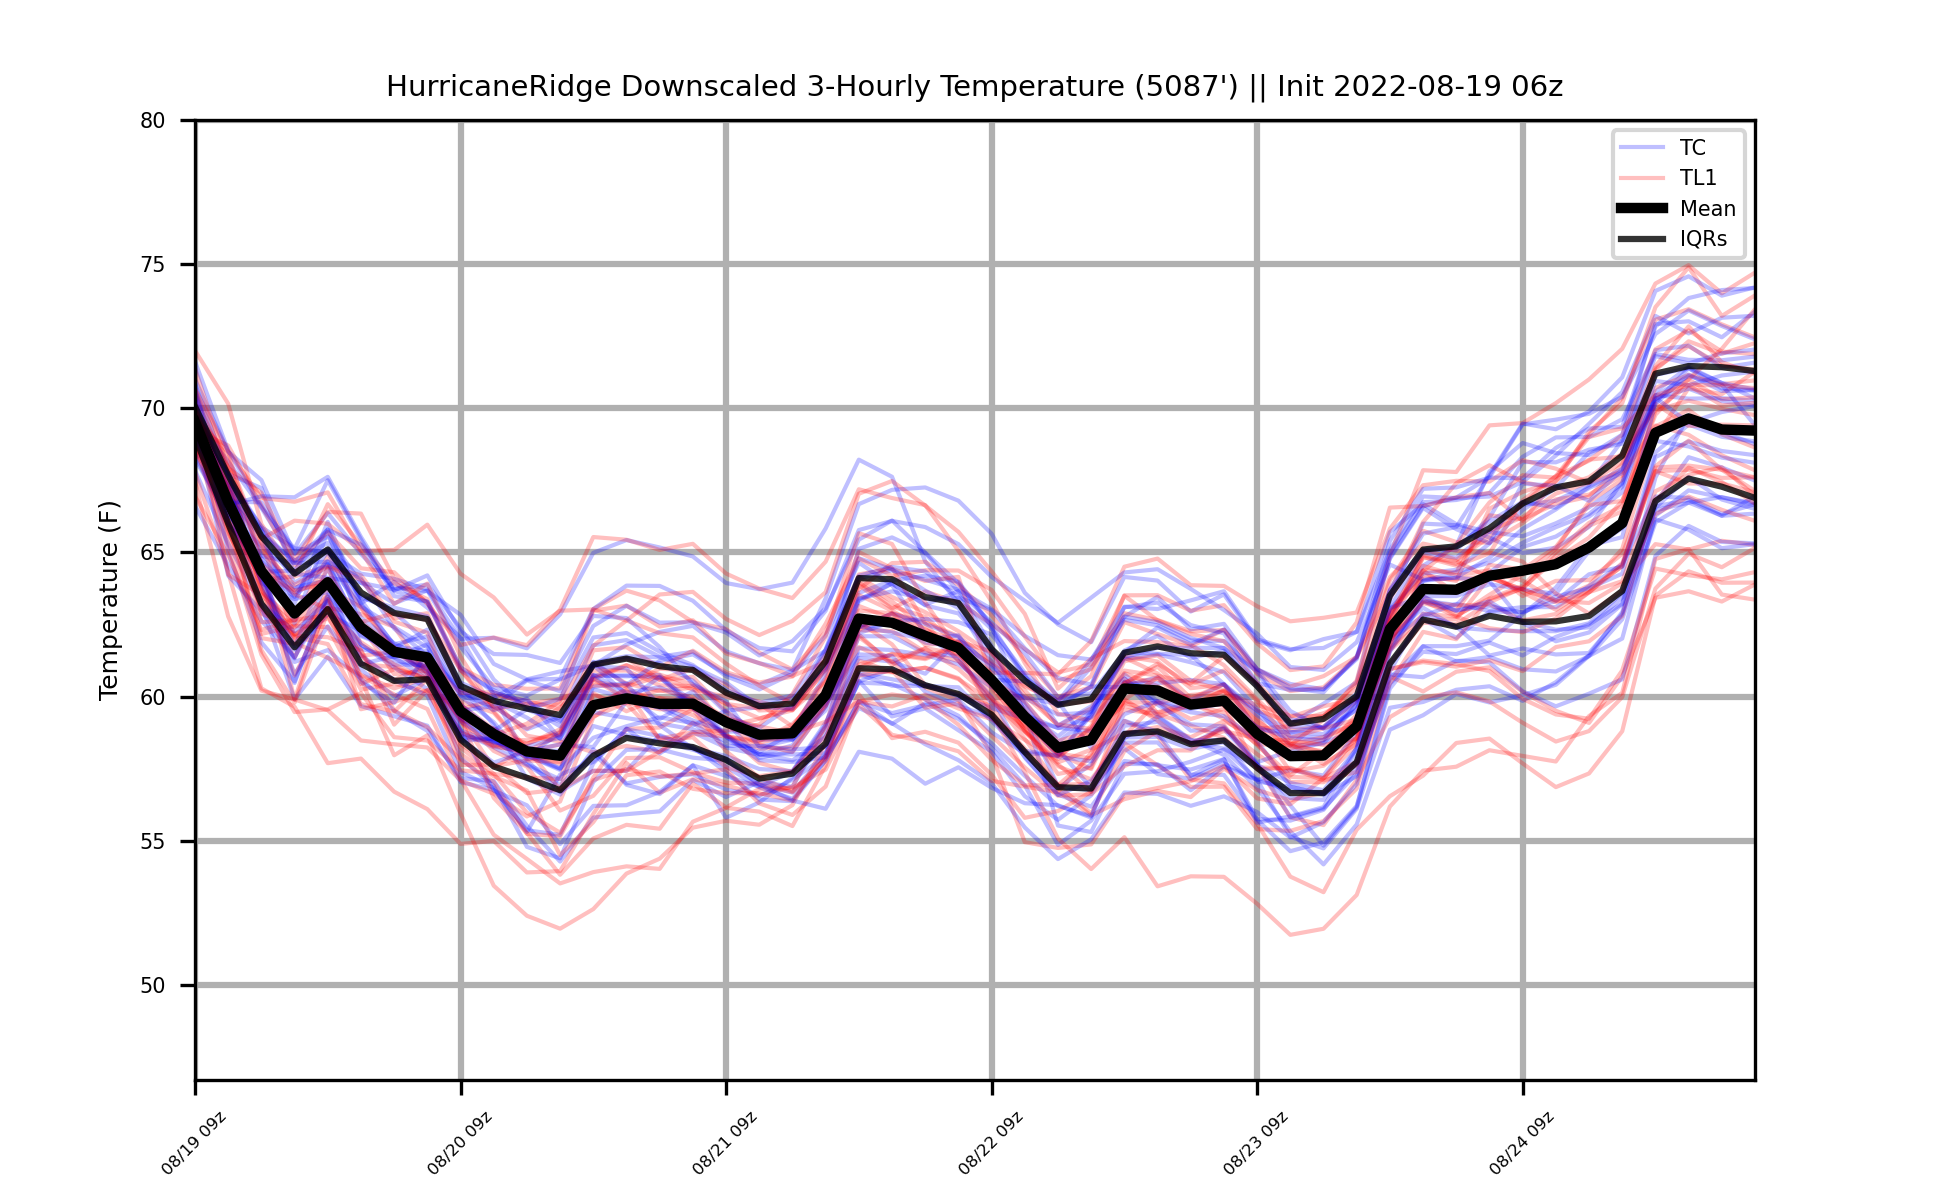 HurricaneRidge Downscaled 3-Hourly Temperature (5087') || Init 2022-08-19 06z
80
75
70
65
60
55
50
Temperature (F)
TC
TL1
Mean
IQRs
08/19 09z
08/20 09z
08/21 09z
08/22 09z
08/23 09z
08/24 09z